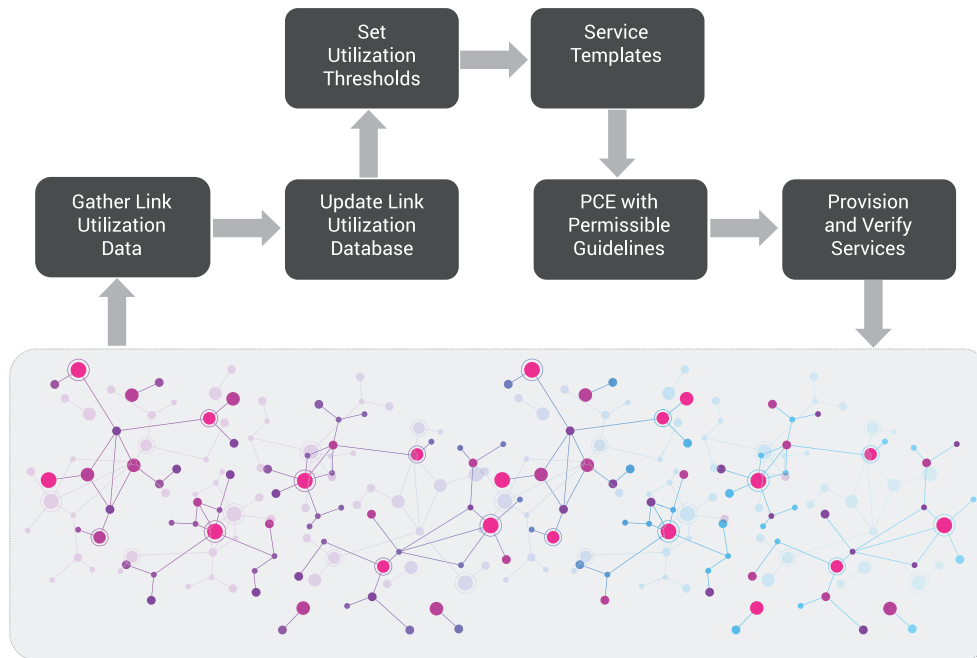 Set
Utilization
Thresholds
Service
Templates
Gather Link
Utilization
Data
Update Link
Utilization
Database
PCE with
Permissible
Guidelines
Provision
and Verify
Services